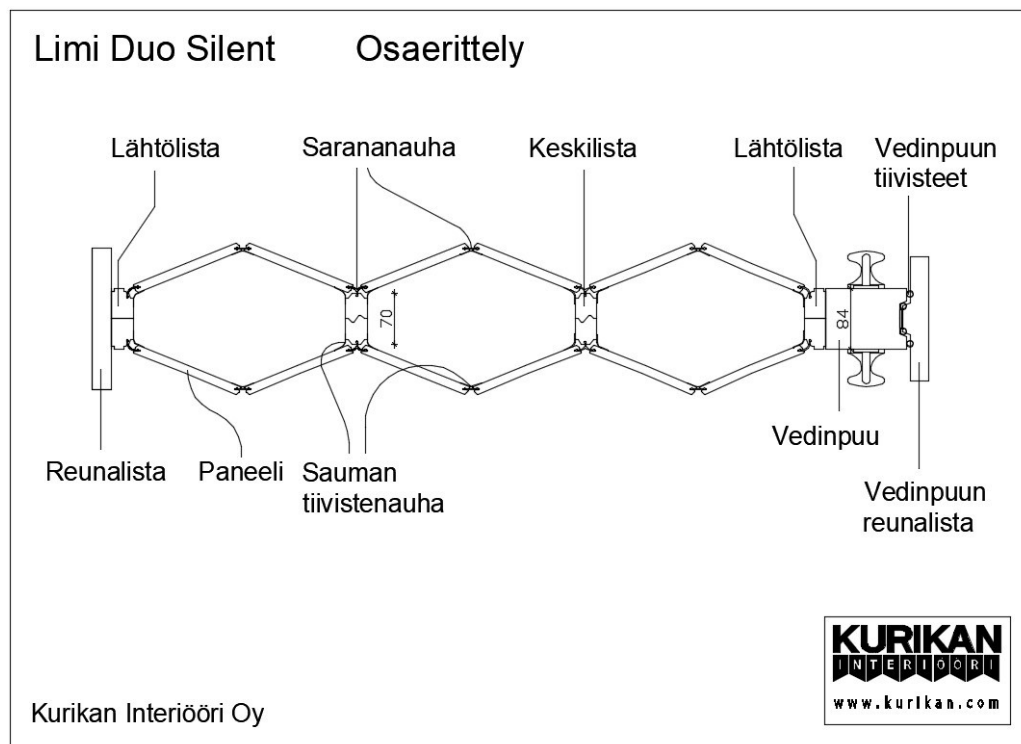 Limi Duo Silent Osaerittely
Lähtölista Sarananauha Keskilista Lähtölista Vedinpuun
tiivisteet
70
84
Vedinpuu
Reunalista Paneeli Sauman
tiivistenauha
Vedinpuun
reunalista
KURIKAN
INTERIÖÖRI
www.kurikan.com
Kurikan Interiööri Oy